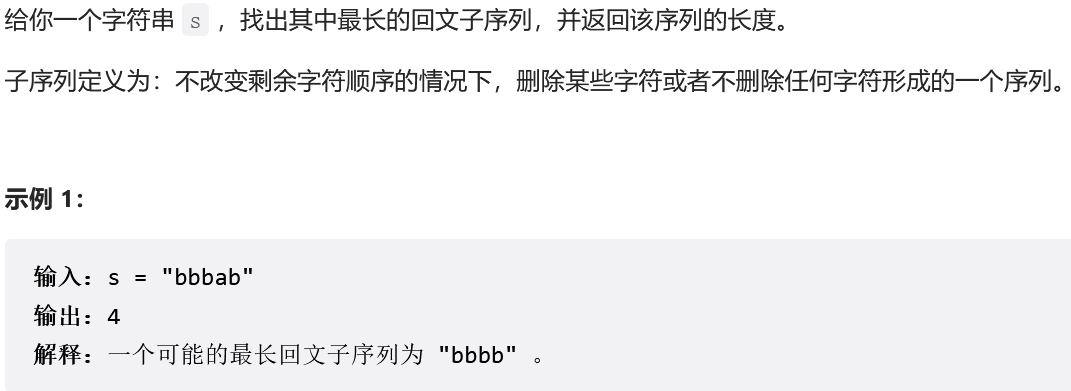 给你一个字符串 s ，找出其中最长的回文子序列，并返回该序列的长度。
子序列定义为：不改变剩余字符顺序的情况下，删除某些字符或者不删除任何字符形成的一个序列。
示例 1：
输入：s = "bbbab"
输出：4
解释：一个可能的最长回文子序列为 "bbbb" 。